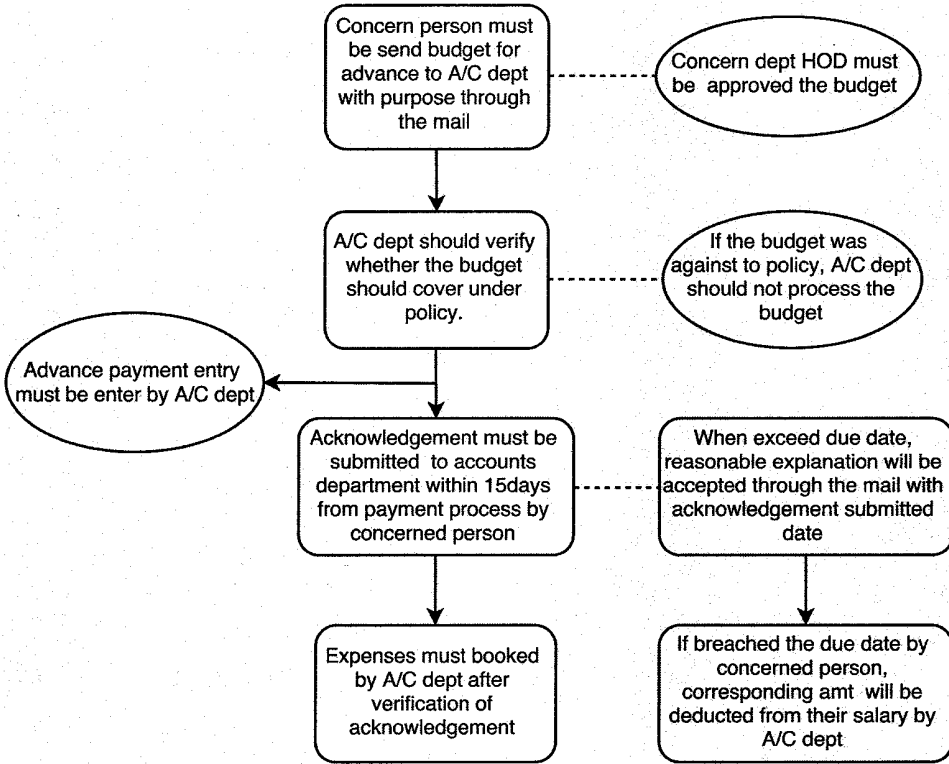 Concern person must
be send budget for
advance to A/C dept
with purpose through
the mail
Concern dept HOD must
be approved the budget
A/C dept should verify
whether the budget
should cover under
policy.
If the budget was
against to policy, A/C dept
should not process the
budget
Advance payment entry
must be enter by A/C dept
Acknowledgement must be
submitted to accounts
department within 15days
from payment process by
concerned person
When exceed due date,
reasonable explanation will be
accepted through the mail with
acknowledgement submitted
date
Expenses must booked
by A/C dept after
verification of
acknowledgement
If breached the due date by
concerned person,
corresponding amt will be
deducted from their salary by
A/C dept